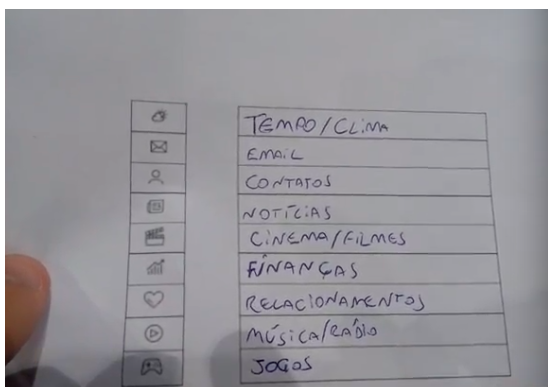 TEMPO/CLIMA
EMAIL
CONTATOS
NOTÍCIAS
CINEMA/FILMES
FINANÇAS
RELACIONAMENTOS
MÚSICA/RÁDIO
JOGOS